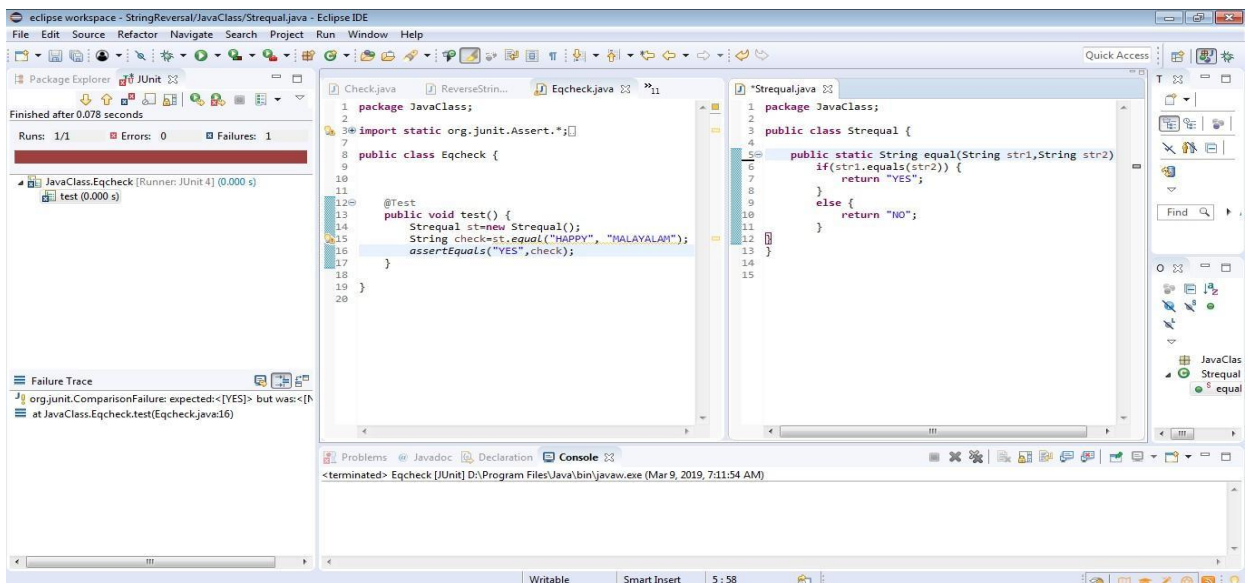 eclipse workspace - StringReversal/JavaClass/Strequal.java - Eclipse IDE
File Edit Source Refactor Navigate Search Project Run Window Help
Quick Access
Package Explorer JUnit
Finished after 0.078 seconds
Runs: 1/1 Errors: 0 Failures: 1
JavaClass.Eqcheck [Runner: JUnit 4] (0.000 s)
test (0.000 s)
Failure Trace
org.junit.ComparisonFailure: expected:<[YES]> but was:<[N
at JavaClass.Eqcheck.test(Eqcheck.java:16)
Check.java ReverseStrin... Eqcheck.java »11
1 package JavaClass;
2
3 import static org.junit.Assert.*;
7
8 public class Eqcheck {
9
10
11
12 @Test
13 public void test() {
14 Strequal st=new Strequal();
15 String check=st.equal("HAPPY", "MALAYALAM");
16 assertEquals("YES",check);
17 }
18
19 }
20
*Strequal.java
1 package JavaClass;
2
3 public class Strequal {
4
5 public static String equal(String str1,String str2)
6 if(str1.equals(str2)) {
7 return "YES";
8 }
9 else {
10 return "NO";
11 }
12 }
13 }
14
15
T
Find
O
JavaClas
Strequal
S equal
Problems Javadoc Declaration Console
<terminated> Eqcheck [JUnit] D:\Program Files\Java\bin\javaw.exe (Mar 9, 2019, 7:11:54 AM)
Writable Smart Insert 5 : 58